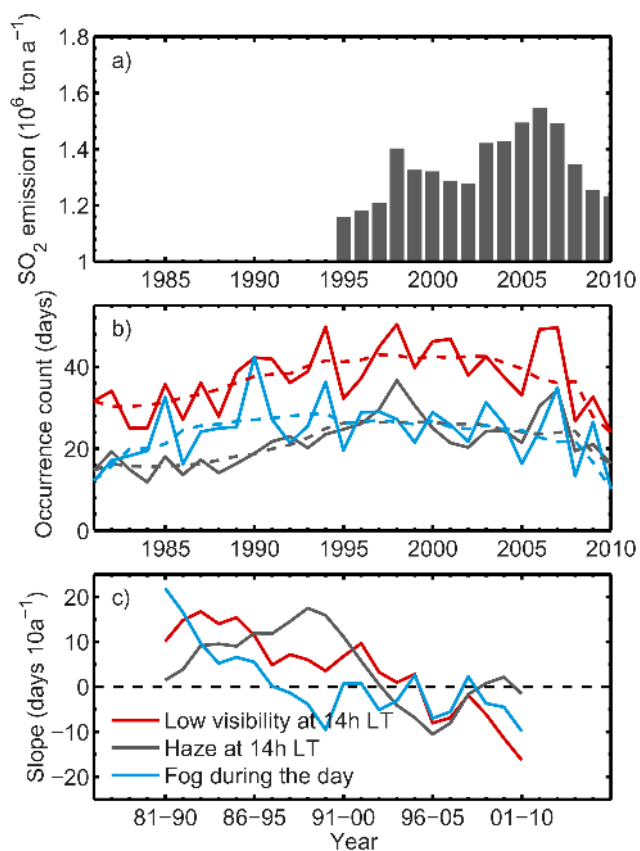 a)
SO2 emission (10^6 ton a^-1)
1.8
1.6
1.4
1.2
1
1985 1990 1995 2000 2005 2010
b)
Occurrence count (days)
40
20
0
1985 1990 1995 2000 2005 2010
c)
Slope (days 10a^-1)
20
10
0
-10
-20
Low visibility at 14h LT
Haze at 14h LT
Fog during the day
81-90 86-95 91-00 96-05 01-10
Year